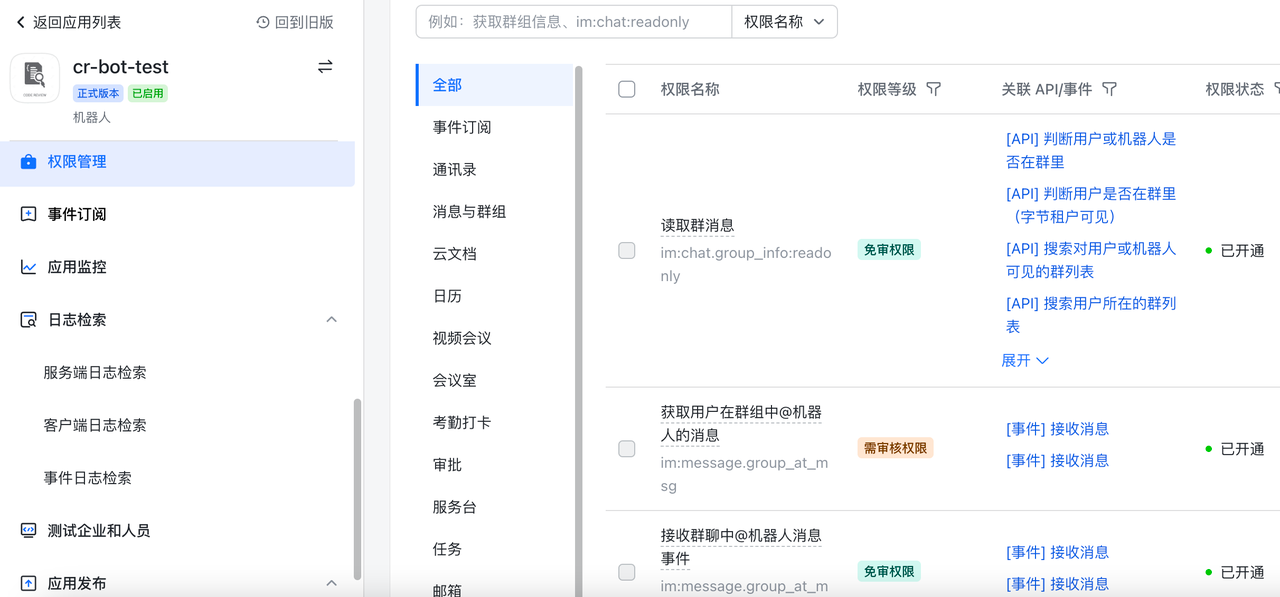 返回应用列表
回到旧版
cr-bot-test
正式版本 已启用
机器人
权限管理
事件订阅
应用监控
日志检索
服务端日志检索
客户端日志检索
事件日志检索
测试企业和人员
应用发布
例如：获取群组信息、im:chat:readonly
权限名称
全部
事件订阅
通讯录
消息与群组
云文档
日历
视频会议
会议室
考勤打卡
审批
服务台
任务
邮箱
权限名称
权限等级
关联 API/事件
权限状态
读取群消息
im:chat.group_info:reado
nly
免审权限
[API] 判断用户或机器人是
否在群里
[API] 判断用户是否在群里
（字节租户可见）
[API] 搜索对用户或机器人
可见的群列表
[API] 搜索用户所在的群列
表
展开
已开通
获取用户在群组中@机器
人的消息
im:message.group_at_m
sg
需审核权限
[事件] 接收消息
[事件] 接收消息
已开通
接收群聊中@机器人消息
事件
im:message.group_at_m
免审权限
[事件] 接收消息
[事件] 接收消息
已开通